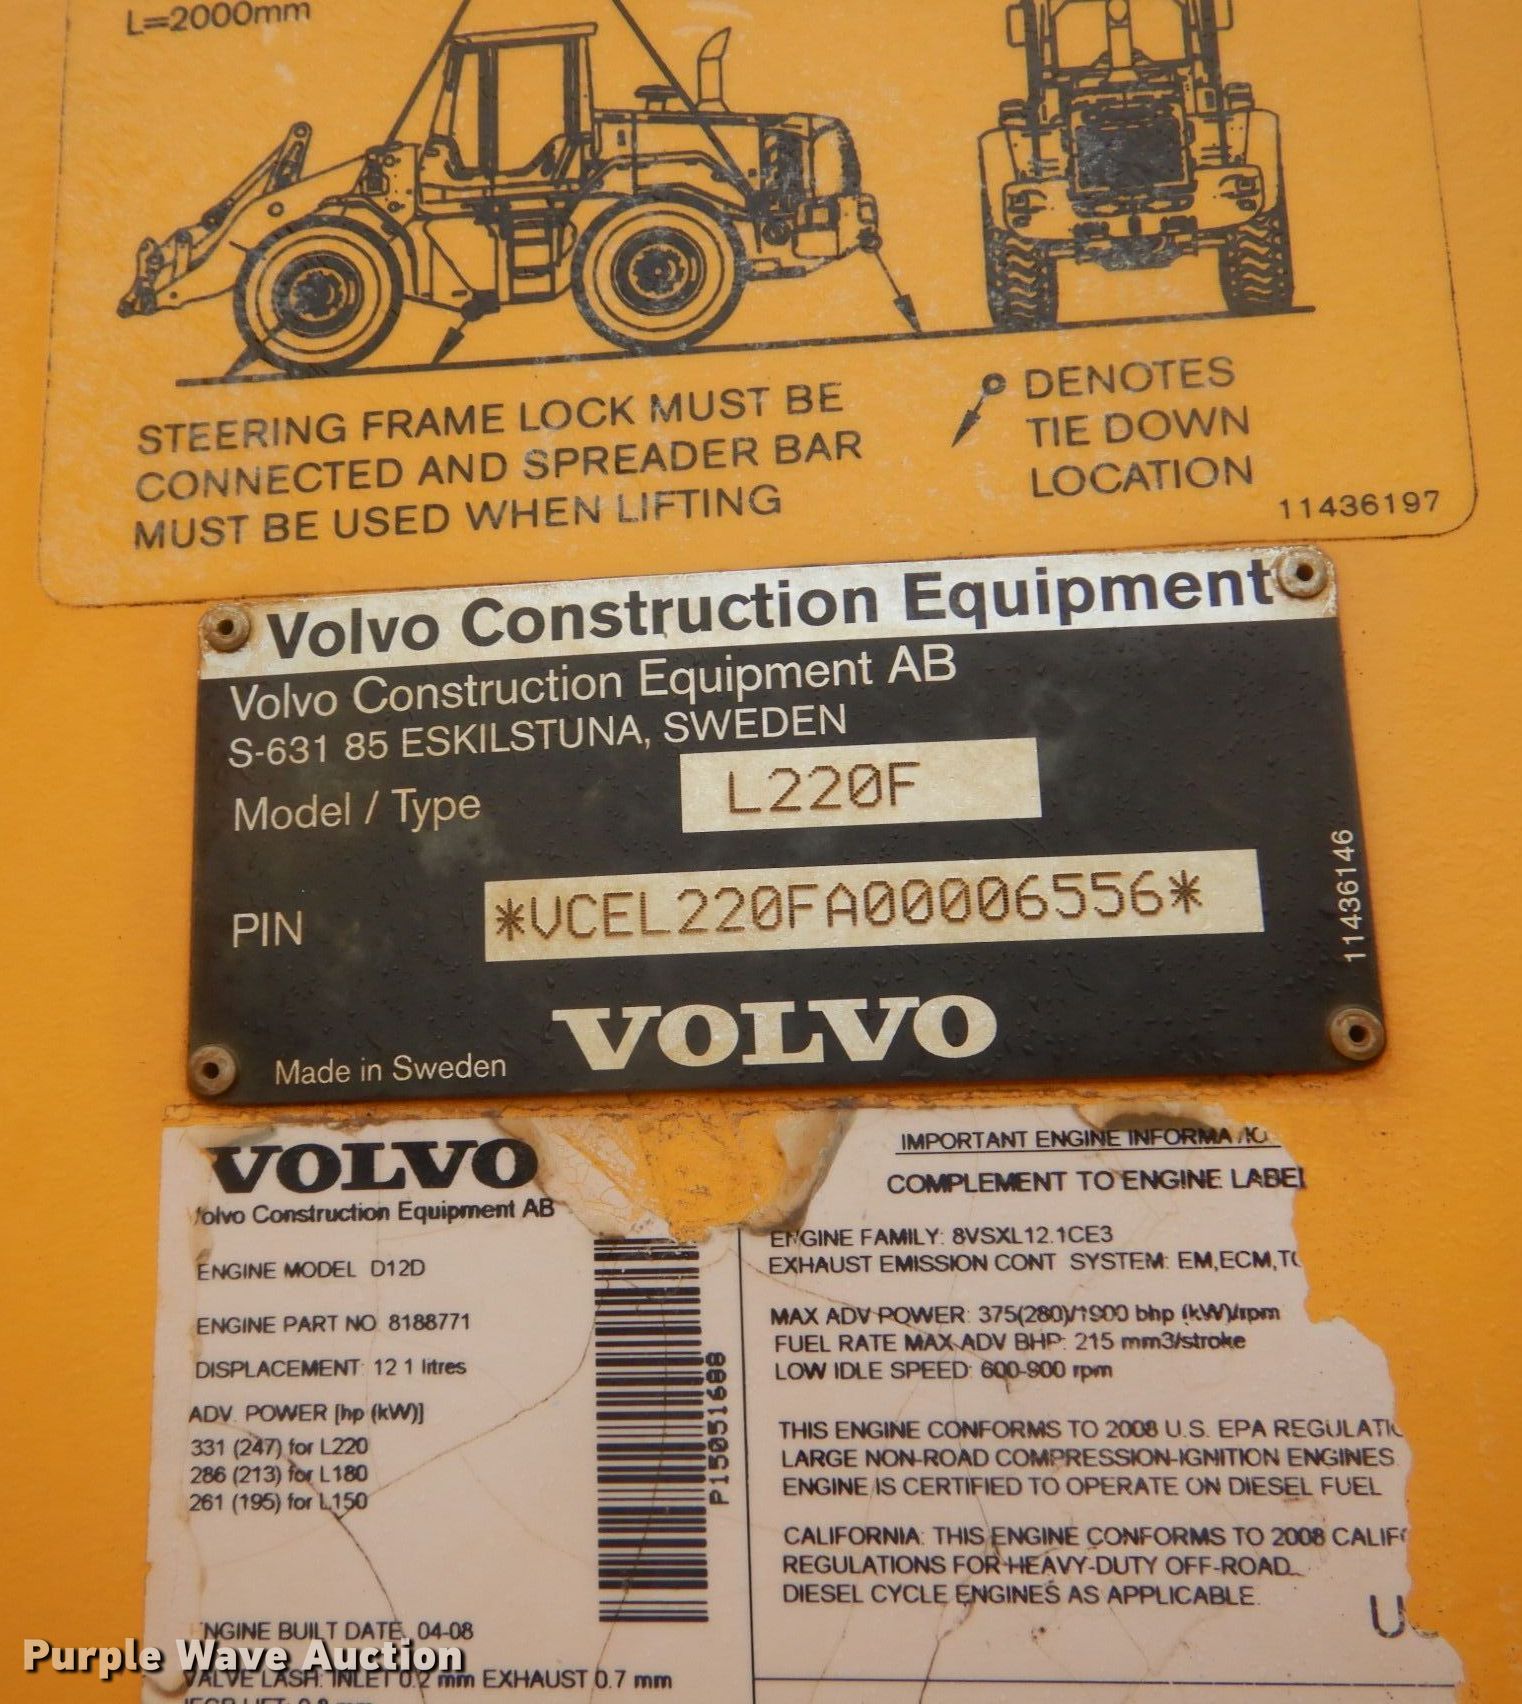 L=2000mm
STEERING FRAME LOCK MUST BE
CONNECTED AND SPREADER BAR
MUST BE USED WHEN LIFTING
DENOTES
TIE DOWN
LOCATION
11436197
Volvo Construction Equipment
Volvo Construction Equipment AB
S-631 85 ESKILSTUNA, SWEDEN
Model / Type L220F
PIN *VCEL220FA00006556*
11436146
Made in Sweden VOLVO
VOLVO
Volvo Construction Equipment AB
ENGINE MODEL D12D
ENGINE PART NO 8188771
DISPLACEMENT: 12 1 litres
ADV. POWER [hp (kW)]
331 (247) for L220
286 (213) for L180
261 (195) for L150
ENGINE BUILT DATE. 04-08
VALVE LASH: INLET 0.2 mm EXHAUST 0.7 mm
P15051688
IMPORTANT ENGINE
COMPLEMENT TO ENGINE LABEL
ENGINE FAMILY: 8VSXL12.1CE3
EXHAUST EMISSION CONT SYSTEM: EM,ECM,
MAX ADV POWER: 375(280)/1900 bhp (kW)/rpm
FUEL RATE MAX ADV BHP: 215 mm3/stroke
LOW IDLE SPEED: 600-900 rpm
THIS ENGINE CONFORMS TO 2008 U.S. EPA
LARGE NON-ROAD COMPRESSION-IGNITION ENGINES.
ENGINE IS CERTIFIED TO OPERATE ON DIESEL FUEL
CALIFORNIA: THIS ENGINE CONFORMS TO 2008
REGULATIONS FOR HEAVY-DUTY OFF-ROAD
DIESEL CYCLE ENGINES AS APPLICABLE.
Purple Wave Auction